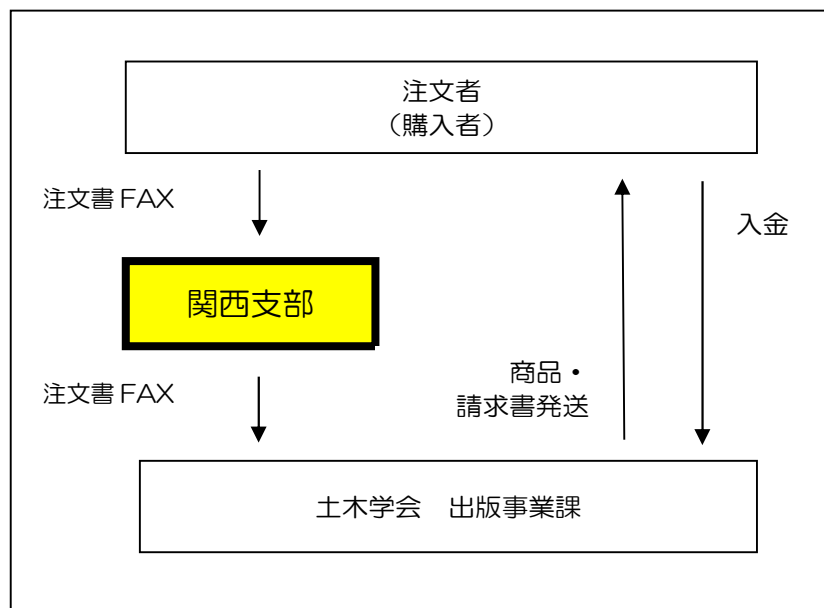 注文者
（購入者）
注文書FAX
入金
関西支部
商品・
請求書発送
注文書FAX
土木学会　出版事業課